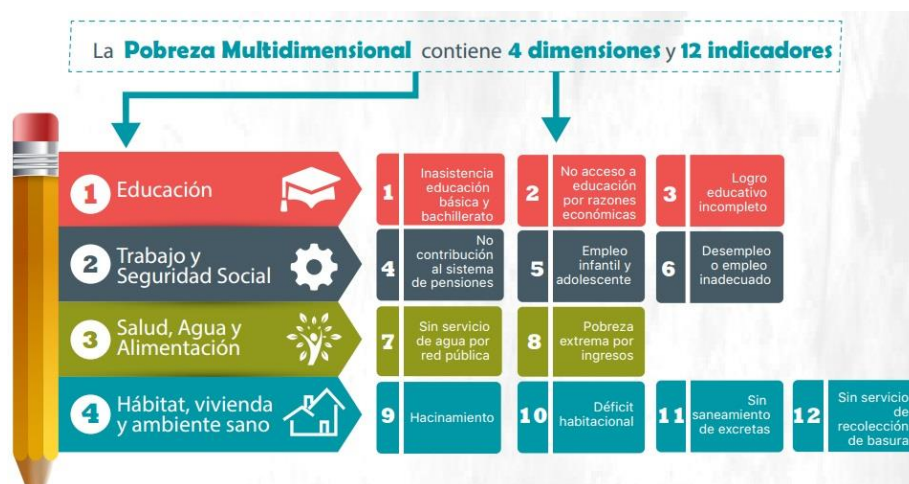 La Pobreza Multidimensional contiene 4 dimensiones y 12 indicadores
1 Educación
1
Inasistencia
educación
básica y
bachillerato
2
No acceso a
educación
por razones
económicas
3
Logro
educativo
incompleto
2 Trabajo y
Seguridad Social
4
No
contribución
al sistema
de pensiones
5
Empleo
infantil y
adolescente
6
Desempleo
o empleo
inadecuado
3 Salud, Agua y
Alimentación
7
Sin servicio
de agua por
red pública
8
Pobreza
extrema por
ingresos
4 Hábitat, vivienda
y ambiente sano
9
Hacinamiento
10
Déficit
habitacional
11
Sin
saneamiento
de excretas
12
Sin servicio
de
recolección
de basura